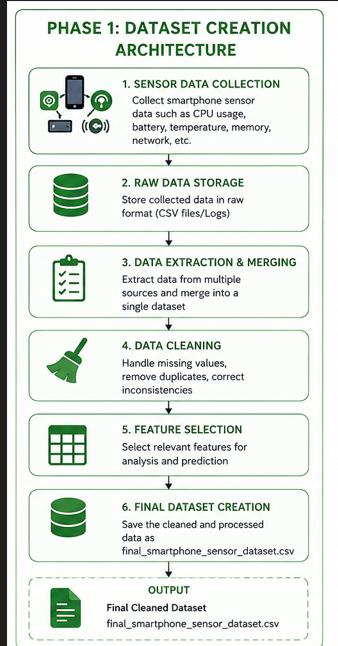 PHASE 1: DATASET CREATION
ARCHITECTURE
1. SENSOR DATA COLLECTION
Collect smartphone sensor
data such as CPU usage,
battery, temperature, memory,
network, etc.
2. RAW DATA STORAGE
Store collected data in raw
format (CSV files/Logs)
3. DATA EXTRACTION & MERGING
Extract data from multiple
sources and merge into a
single dataset
4. DATA CLEANING
Handle missing values,
remove duplicates, correct
inconsistencies
5. FEATURE SELECTION
Select relevant features for
analysis and prediction
6. FINAL DATASET CREATION
Save the cleaned and processed
data as
final_smartphone_sensor_dataset.csv
OUTPUT
Final Cleaned Dataset
final_smartphone_sensor_dataset.csv